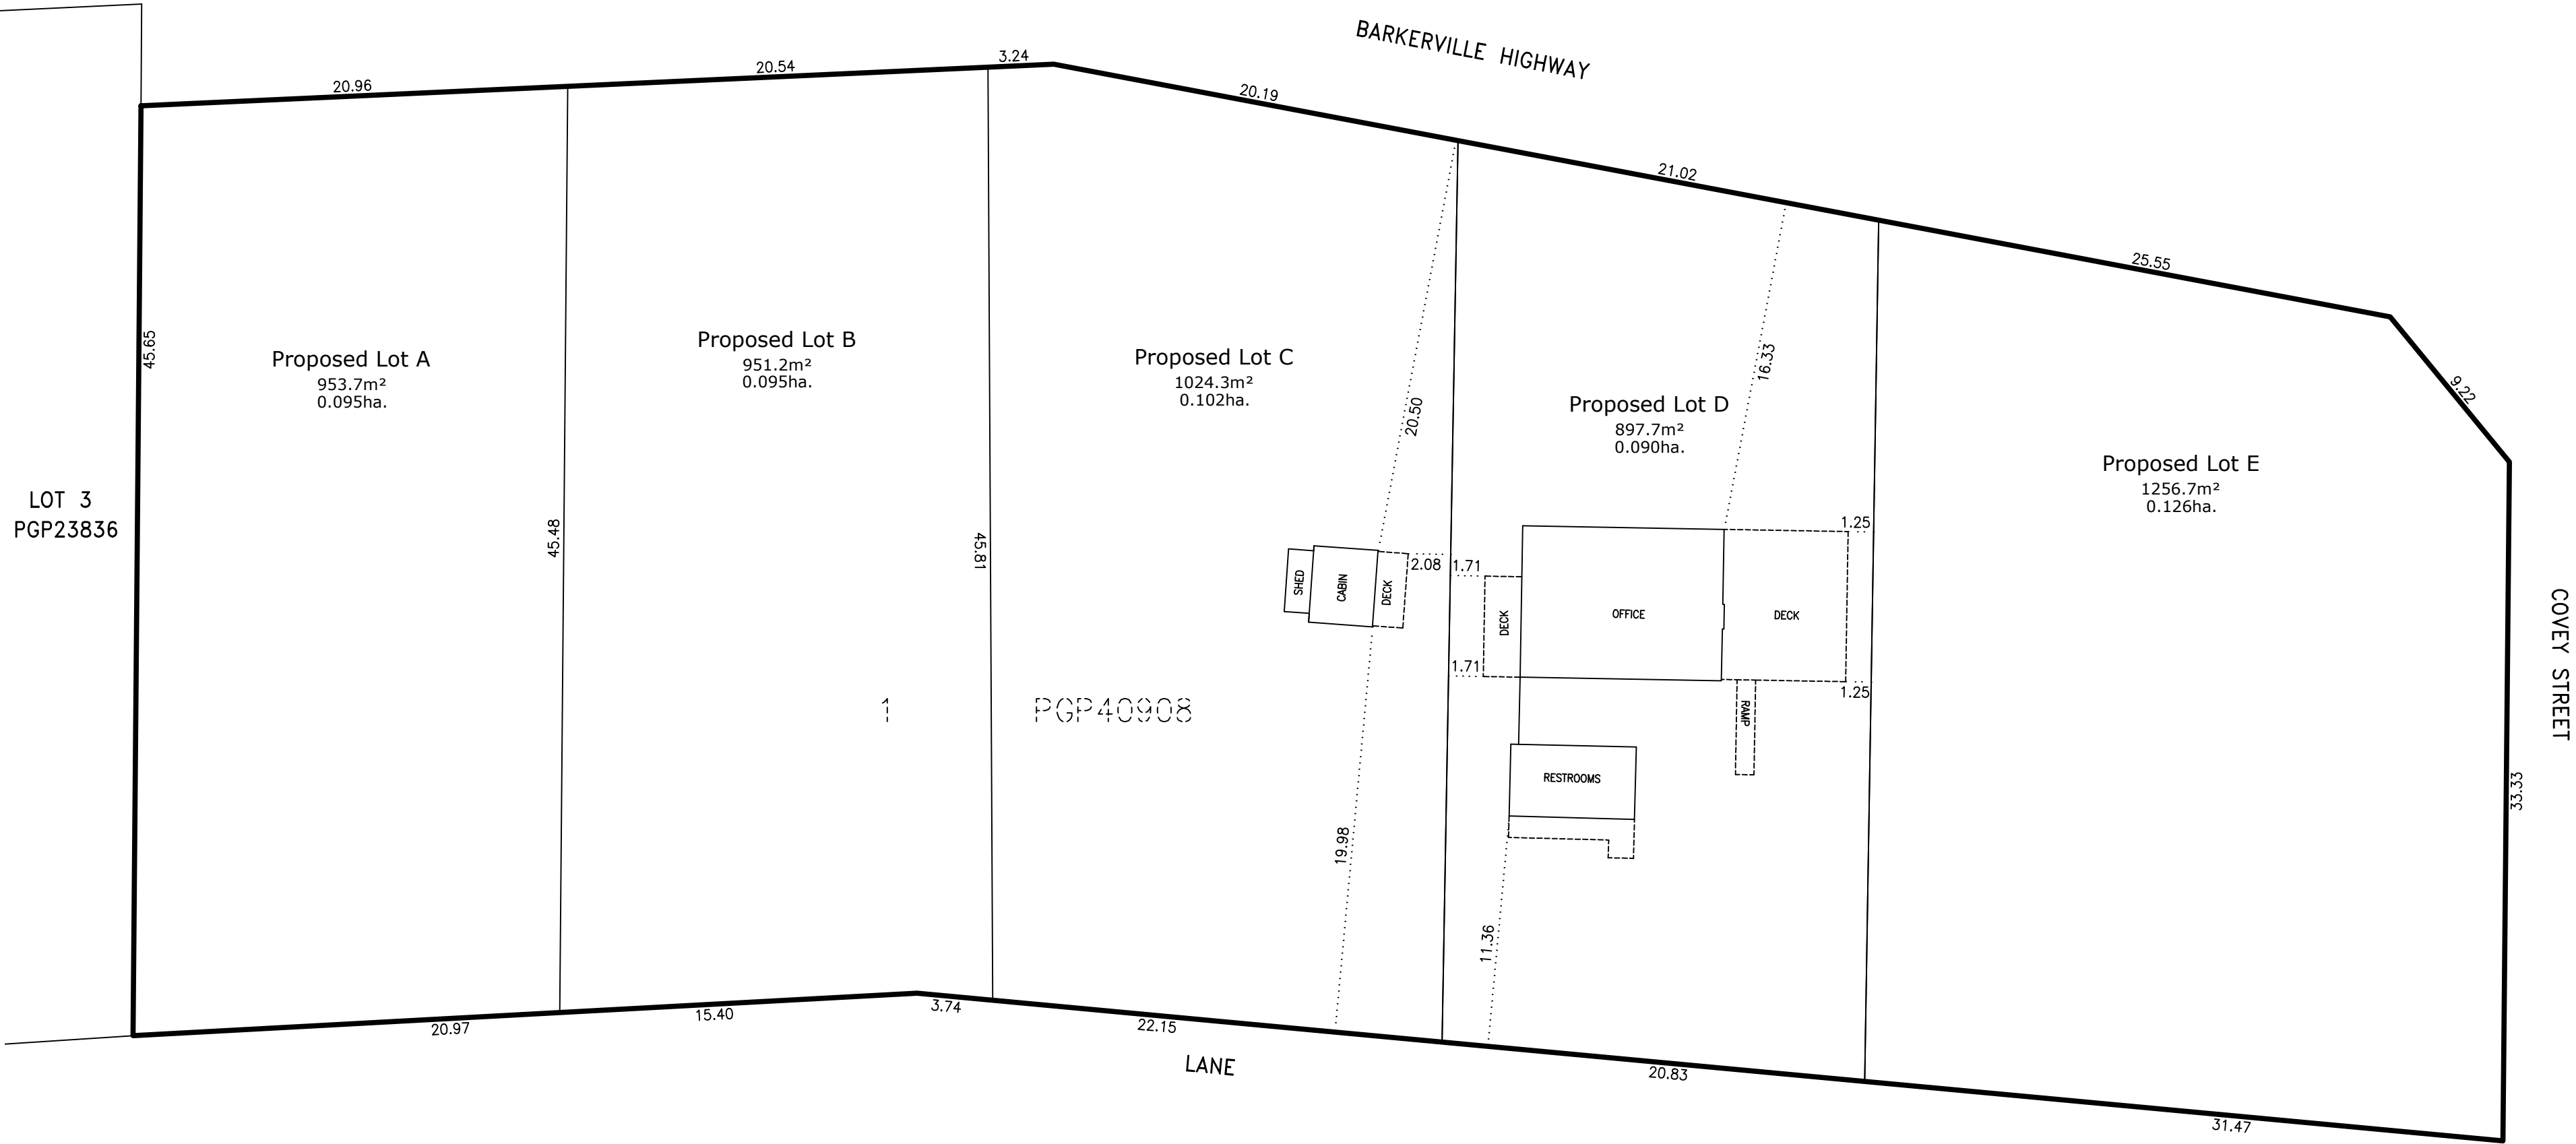 BARKERVILLE HIGHWAY
20.96
20.54
3.24
20.19
21.02
25.55
9.22
45.65
Proposed Lot A
953.7m²
0.095ha.
Proposed Lot B
951.2m²
0.095ha.
Proposed Lot C
1024.3m²
0.102ha.
20.50
Proposed Lot D
897.7m²
0.090ha.
16.33
Proposed Lot E
1256.7m²
0.126ha.
LOT 3
PGP23836
45.48
45.81
SHED
CABIN
DECK
2.08
1.71
DECK
1.71
OFFICE
DECK
1.25
1.25
RAMP
RESTROOMS
1
PGP40908
19.98
11.36
33.33
COVEY STREET
20.97
15.40
3.74
22.15
20.83
31.47
LANE